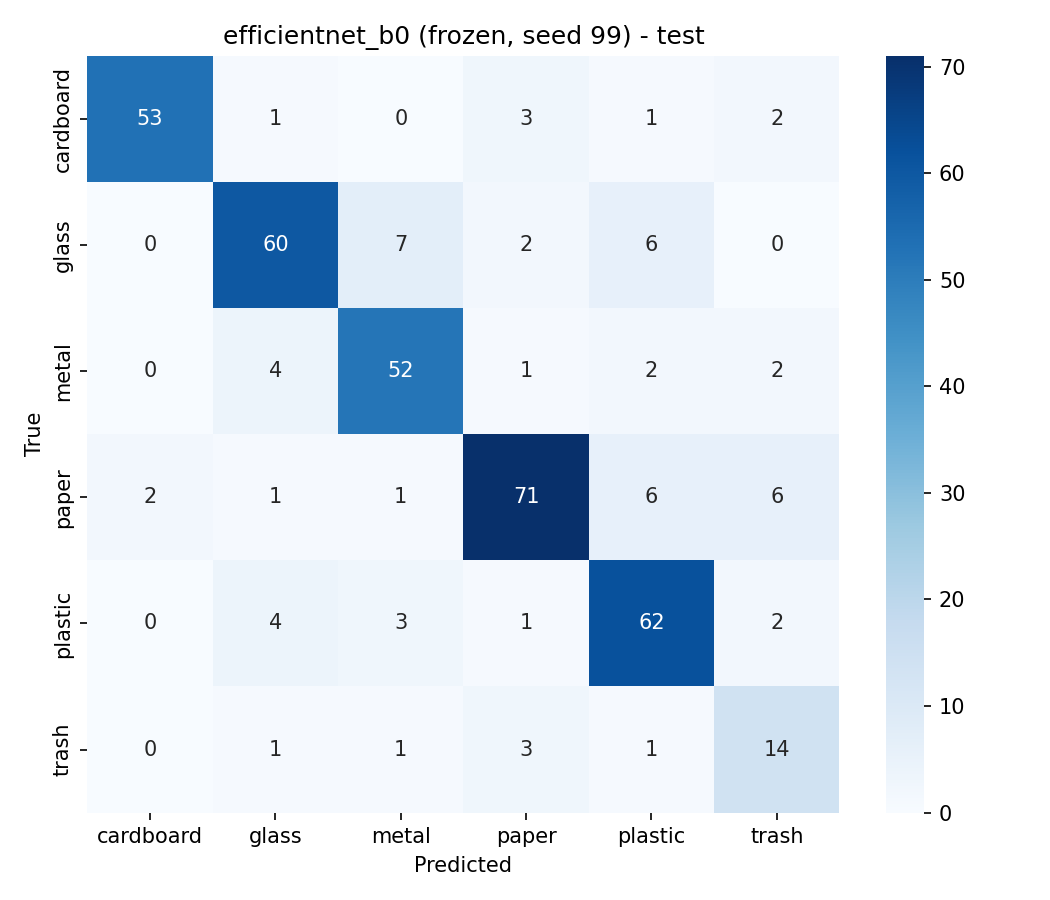 efficientnet_b0 (frozen, seed 99) - test
True
cardboard 53 1 0 3 1 2
glass 0 60 7 2 6 0
metal 0 4 52 1 2 2
paper 2 1 1 71 6 6
plastic 0 4 3 1 62 2
trash 0 1 1 3 1 14
cardboard glass metal paper plastic trash
Predicted
70
60
50
40
30
20
10
0